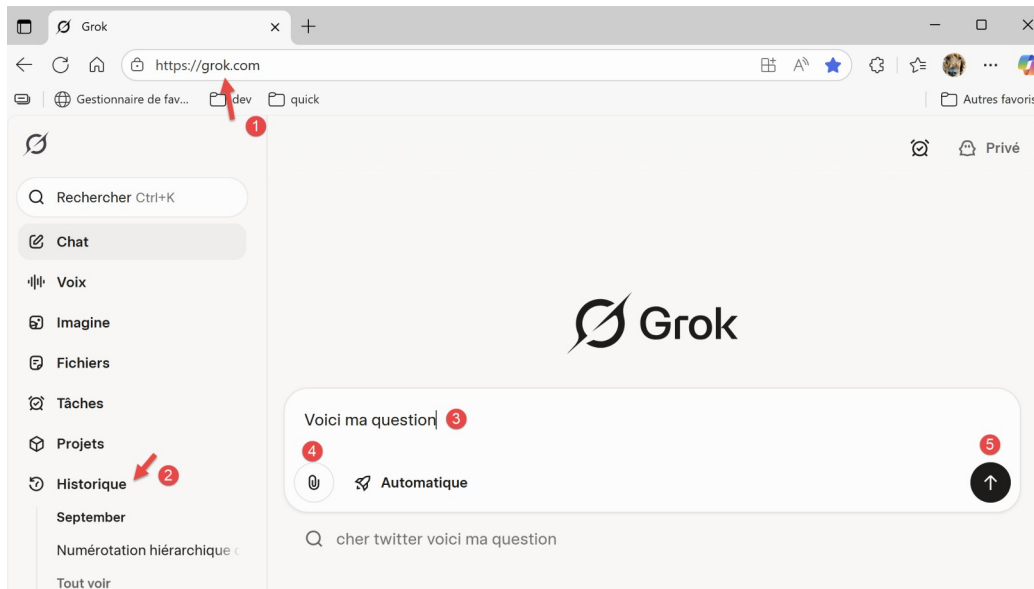 Grok
https://grok.com
Gestionnaire de fav...
dev
quick
Autres favoris
1
Privé
Rechercher Ctrl+K
Chat
Voix
Imagine
Fichiers
Tâches
Projets
Historique
2
September
Numérotation hiérarchique
Tout voir
Grok
Voici ma question
3
4
5
Automatique
cher twitter voici ma question